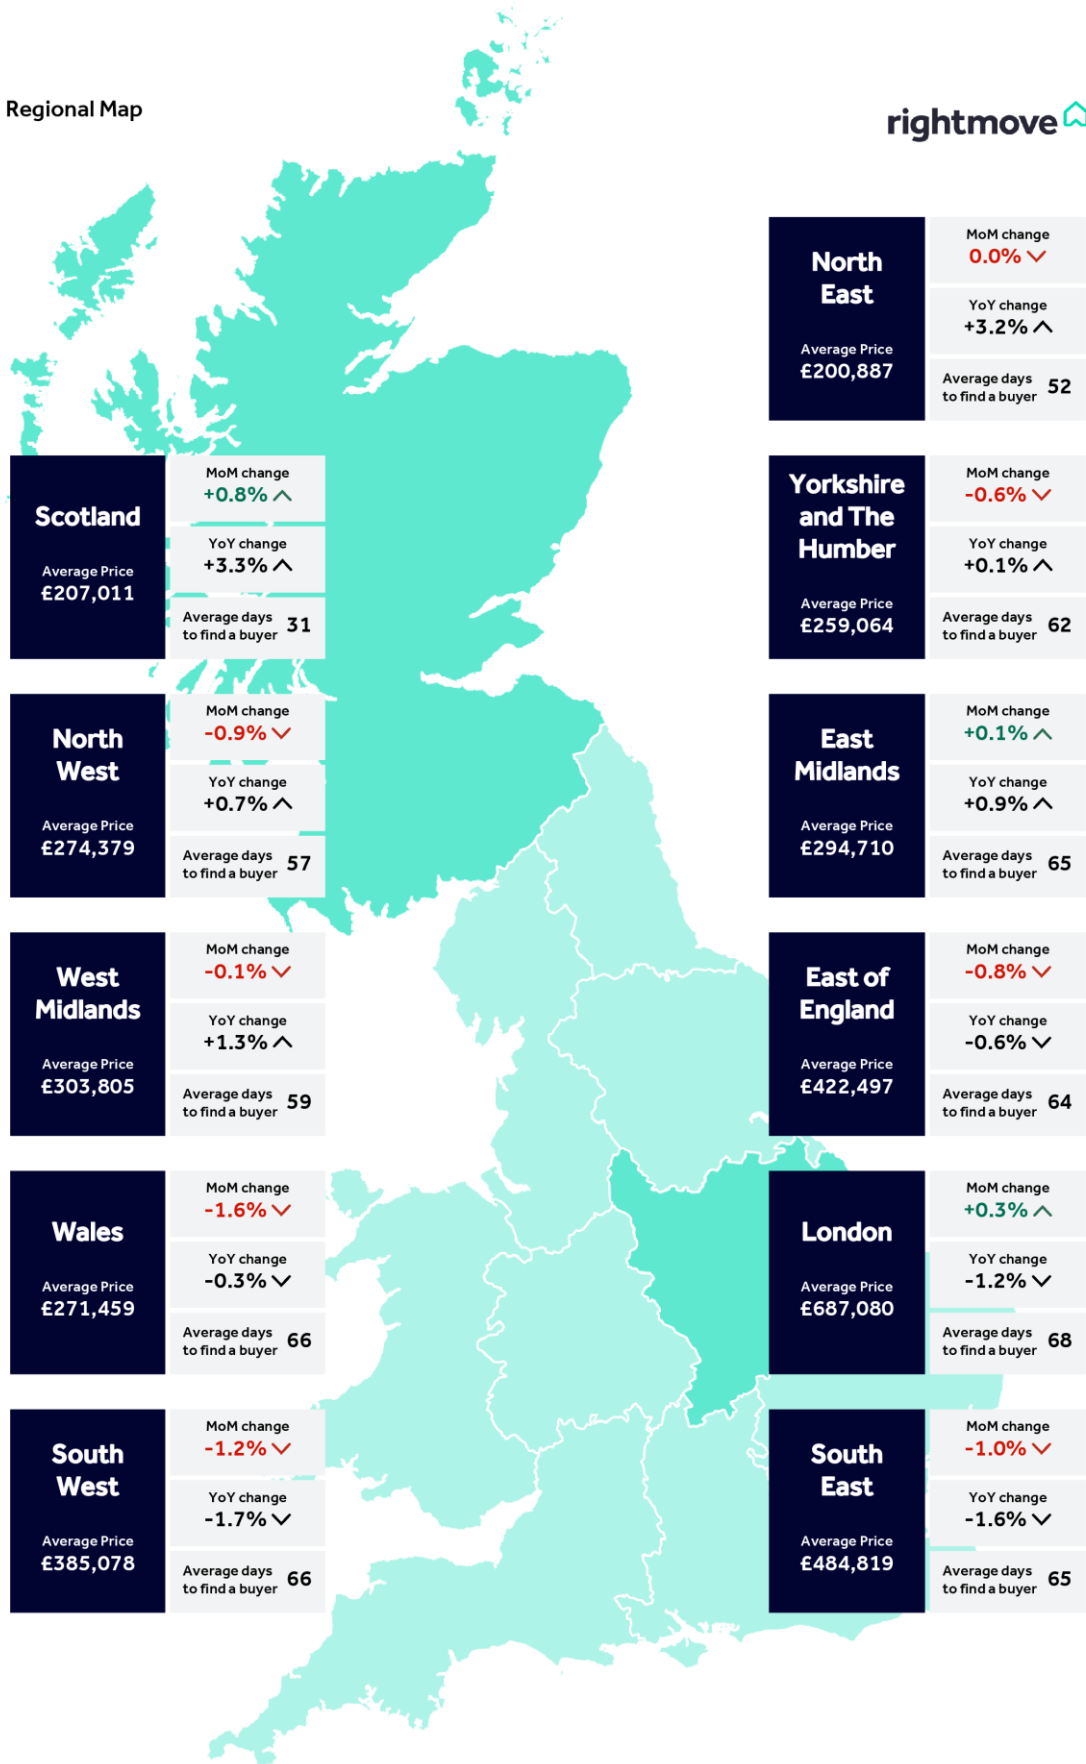 Regional Map
rightmove
North
East
Average Price
£200,887
MoM change
0.0%
YoY change
+3.2%
Average days
to find a buyer 52
Scotland
Average Price
£207,011
MoM change
+0.8%
YoY change
+3.3%
Average days
to find a buyer 31
Yorkshire
and The
Humber
Average Price
£259,064
MoM change
-0.6%
YoY change
+0.1%
Average days
to find a buyer 62
North
West
Average Price
£274,379
MoM change
-0.9%
YoY change
+0.7%
Average days
to find a buyer 57
East
Midlands
Average Price
£294,710
MoM change
+0.1%
YoY change
+0.9%
Average days
to find a buyer 65
West
Midlands
Average Price
£303,805
MoM change
-0.1%
YoY change
+1.3%
Average days
to find a buyer 59
East of
England
Average Price
£422,497
MoM change
-0.8%
YoY change
-0.6%
Average days
to find a buyer 64
Wales
Average Price
£271,459
MoM change
-1.6%
YoY change
-0.3%
Average days
to find a buyer 66
London
Average Price
£687,080
MoM change
+0.3%
YoY change
-1.2%
Average days
to find a buyer 68
South
West
Average Price
£385,078
MoM change
-1.2%
YoY change
-1.7%
Average days
to find a buyer 66
South
East
Average Price
£484,819
MoM change
-1.0%
YoY change
-1.6%
Average days
to find a buyer 65